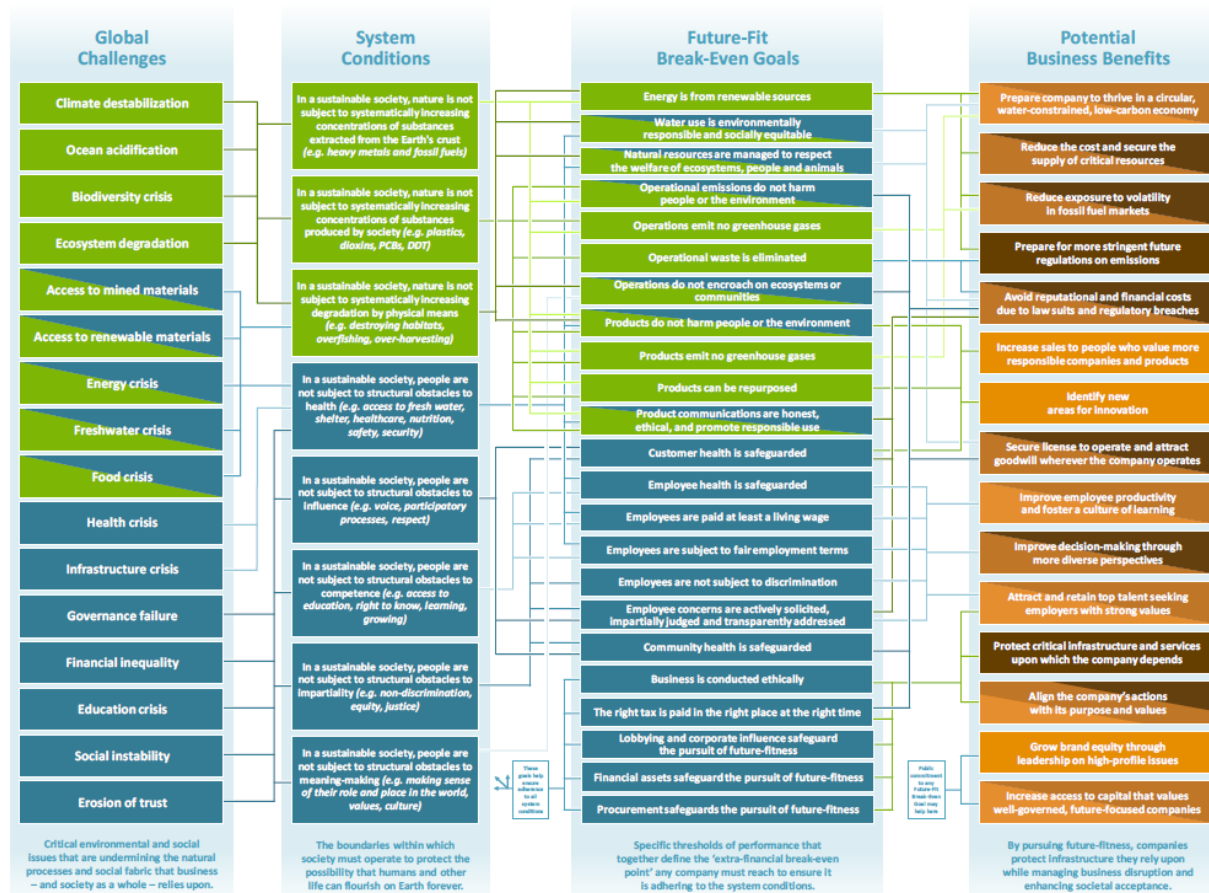 Global
Challenges
Climate destabilization
Ocean acidification
Biodiversity crisis
Ecosystem degradation
Access to mined materials
Access to renewable materials
Energy crisis
Freshwater crisis
Food crisis
Health crisis
Infrastructure crisis
Governance failure
Financial inequality
Education crisis
Social instability
Erosion of trust
Critical environmental and social
issues that are undermining the natural
processes and social fabric that business
– and society as a whole – relies upon.
System
Conditions
In a sustainable society, nature is not
subject to systematically increasing
concentrations of substances
extracted from the Earth's crust
(e.g. heavy metals and fossil fuels)
In a sustainable society, nature is not
subject to systematically increasing
concentrations of substances
produced by society (e.g. plastics,
dioxins, PCBs, DDT)
In a sustainable society, nature is not
subject to systematically increasing
degradation by physical means
(e.g. destroying habitats,
overfishing, over-harvesting)
In a sustainable society, people are
not subject to structural obstacles to
health (e.g. access to fresh water,
shelter, healthcare, nutrition,
safety, security)
In a sustainable society, people are
not subject to structural obstacles to
influence (e.g. voice, participatory
processes, respect)
In a sustainable society, people are
not subject to structural obstacles to
competence (e.g. access to
education, right to know, learning,
growing)
In a sustainable society, people are
not subject to structural obstacles to
impartiality (e.g. non-discrimination,
equity, justice)
In a sustainable society, people are
not subject to structural obstacles to
meaning-making (e.g. making sense
of their role and place in the world,
values, culture)
The boundaries within which
society must operate to protect the
possibility that humans and other
life can flourish on Earth forever.
These
goals help
ensure
adherence
to all
system
conditions
Future-Fit
Break-Even Goals
Energy is from renewable sources
Water use is environmentally
responsible and socially equitable
Natural resources are managed to respect
the welfare of ecosystems, people and animals
Operational emissions do not harm
people or the environment
Operations emit no greenhouse gases
Operational waste is eliminated
Operations do not encroach on ecosystems or
communities
Products do not harm people or the environment
Products emit no greenhouse gases
Products can be repurposed
Product communications are honest,
ethical, and promote responsible use
Customer health is safeguarded
Employee health is safeguarded
Employees are paid at least a living wage
Employees are subject to fair employment terms
Employees are not subject to discrimination
Employee concerns are actively solicited,
impartially judged and transparently addressed
Community health is safeguarded
Business is conducted ethically
The right tax is paid in the right place at the right time
Lobbying and corporate influence safeguard
the pursuit of future-fitness
Financial assets safeguard the pursuit of future-fitness
Procurement safeguards the pursuit of future-fitness
Specific thresholds of performance that
together define the ‘extra-financial break-even
point’ any company must reach to ensure it
is adhering to the system conditions.
Public
commitment
to any
Future-Fit
Break-Even
Goal may
help here
Potential
Business Benefits
Prepare company to thrive in a circular,
water-constrained, low-carbon economy
Reduce the cost and secure the
supply of critical resources
Reduce exposure to volatility
in fossil fuel markets
Prepare for more stringent future
regulations on emissions
Avoid reputational and financial costs
due to law suits and regulatory breaches
Increase sales to people who value more
responsible companies and products
Identify new
areas for innovation
Secure license to operate and attract
goodwill wherever the company operates
Improve employee productivity
and foster a culture of learning
Improve decision-making through
more diverse perspectives
Attract and retain top talent seeking
employers with strong values
Protect critical infrastructure and services
upon which the company depends
Align the company's actions
with its purpose and values
Grow brand equity through
leadership on high-profile issues
Increase access to capital that values
well-governed, future-focused companies
By pursuing future-fitness, companies
protect infrastructure they rely upon
while managing business disruption and
enhancing societal acceptance.